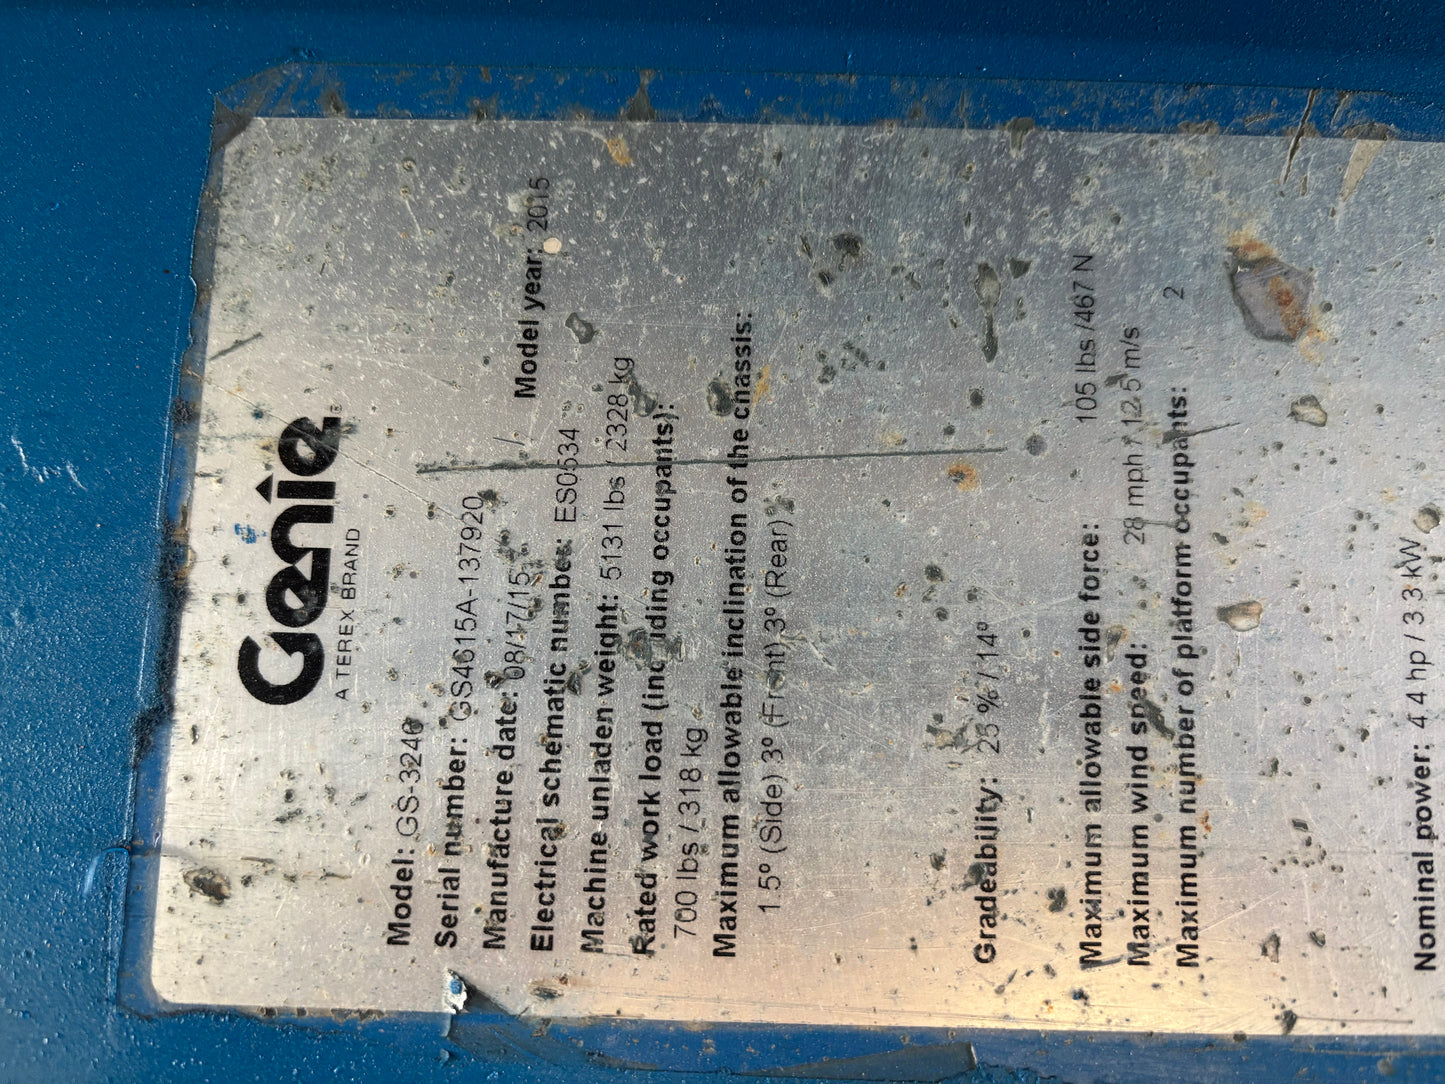 Genie®
A TEREX BRAND
Model: GS-3246
Serial number: GS4615A-137920
Manufacture date: 08/17/15 Model year: 2015
Electrical schematic number: ES0534
Machine unladen weight: 5131 lbs / 2328 kg
Rated work load (including occupants):
700 lbs / 318 kg
Maximum allowable inclination of the chassis:
1.5º (Side) 3º (Front) 3º (Rear)
Gradeability: 25 % / 14º
Maximum allowable side force: 105 lbs /467 N
Maximum wind speed: 28 mph / 12.5 m/s
Maximum number of platform occupants: 2
Nominal power: 4.4 hp / 3.3 kW